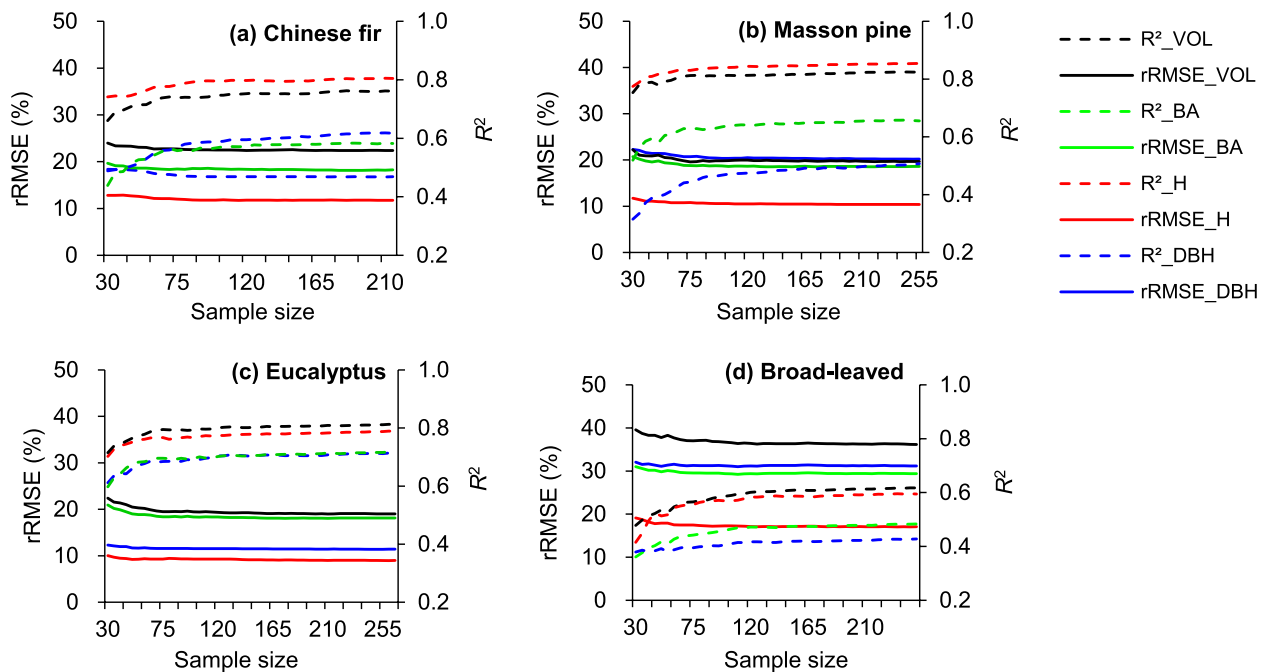 (a) Chinese fir
50
40
30
20
10
0
rRMSE (%)
1.0
0.8
0.6
0.4
0.2
R²
30 75 120 165 210
Sample size
(b) Masson pine
50
40
30
20
10
0
rRMSE (%)
1.0
0.8
0.6
0.4
0.2
R²
30 75 120 165 210 255
Sample size
R²_VOL
rRMSE_VOL
R²_BA
rRMSE_BA
R²_H
rRMSE_H
R²_DBH
rRMSE_DBH
(c) Eucalyptus
50
40
30
20
10
0
rRMSE (%)
1.0
0.8
0.6
0.4
0.2
R²
30 75 120 165 210 255
Sample size
(d) Broad-leaved
50
40
30
20
10
0
rRMSE (%)
1.0
0.8
0.6
0.4
0.2
R²
30 75 120 165 210
Sample size